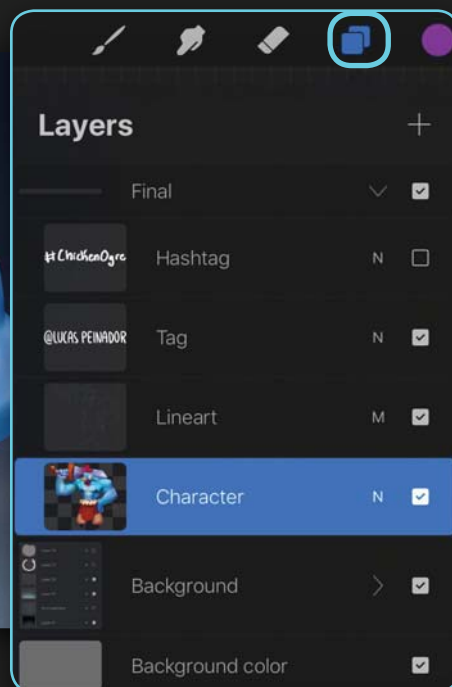 Layers
Final
#ChickenOgre
Hashtag
N
@LUCAS PEINADOR
Tag
N
Lineart
M
Character
N
Background
Background color